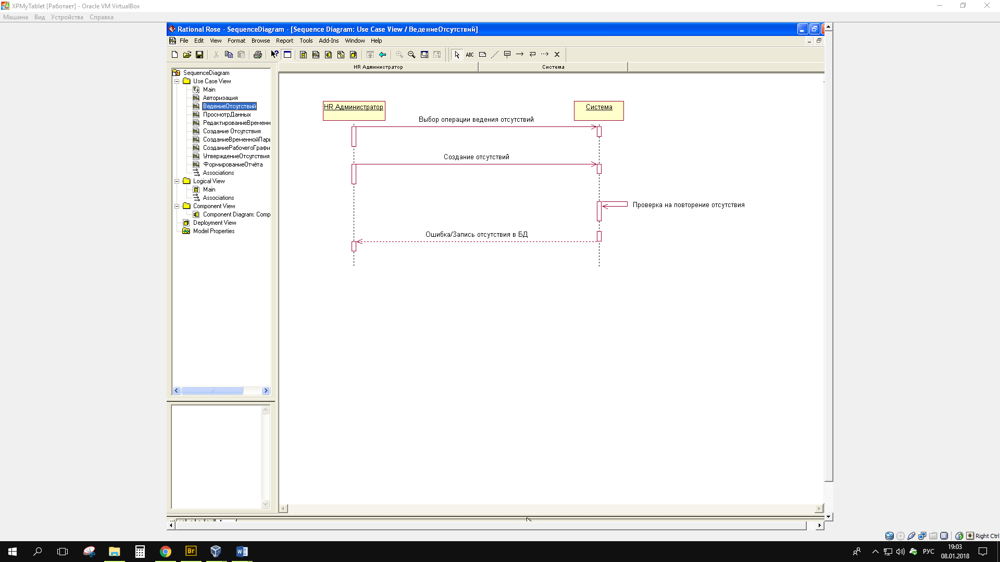 XPMyTablet [Работает] - Oracle VM VirtualBox
Машина Вид Устройства Справка
Rational Rose - SequenceDiagram - [Sequence Diagram: Use Case View / ВедениеОтсутствий]
File Edit View Format Browse Report Tools Add-Ins Window Help
ABC
HR Администратор Система
SequenceDiagram
Use Case View
Main
Авторизация
ВедениеОтсутствий
ПросмотрДанных
РедактированиеВременн
Создание Отсутствия
СозданиеВременнойПары
СозданиеРабочегоГрафи
УтверждениеОтсутствия
ФормированиеОтчёта
Associations
Logical View
Main
Associations
Component View
Component Diagram: Comp
Deployment View
Model Properties
HR Администратор
Система
Выбор операции ведения отсутствий
Создание отсутствий
Проверка на повторение отсутствия
Ошибка/Запись отсутствия в БД
Right Ctrl
Br
РУС
19:03
08.01.2018